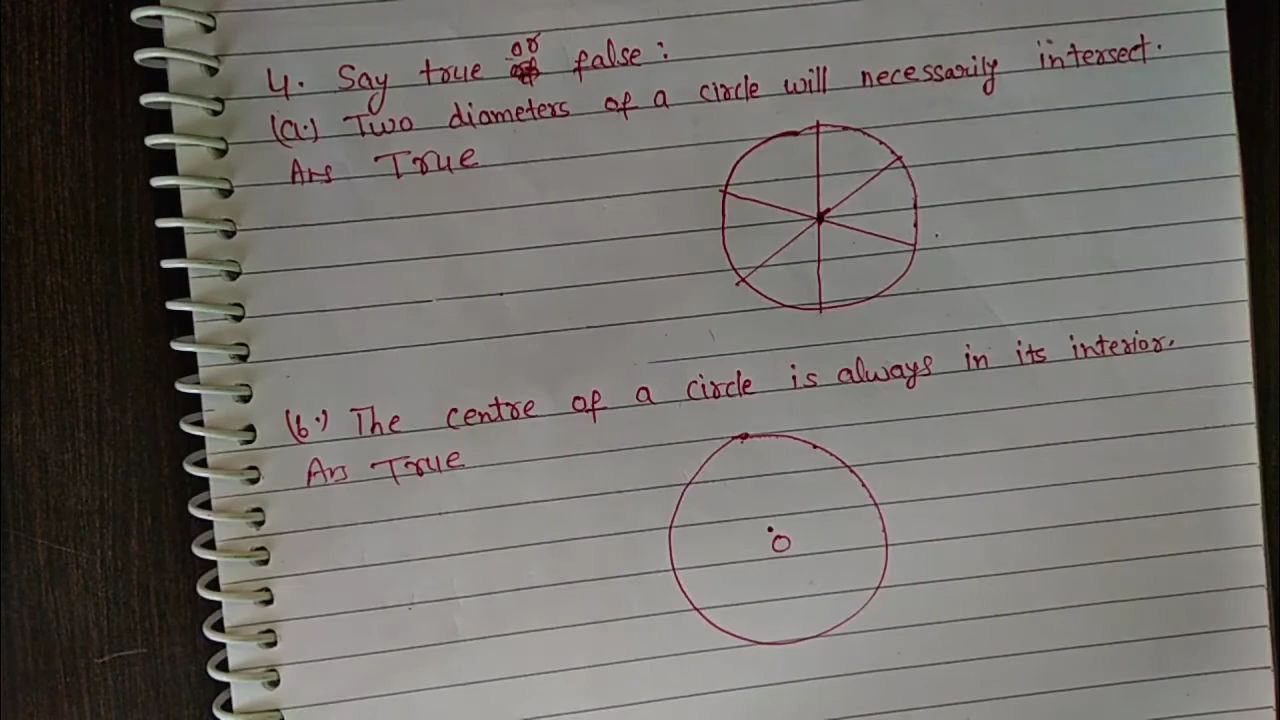 4. Say true or false:
(a.) Two diameters of a circle will necessarily intersect.
Ans True
(b.) The centre of a circle is always in its interior.
Ans True
O